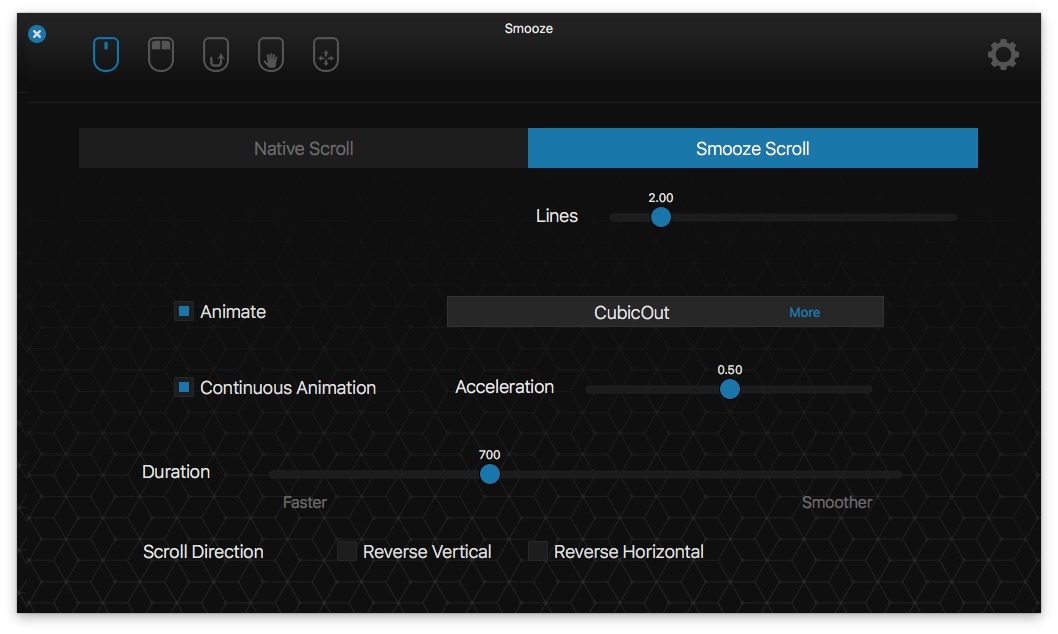 Smooze
Native Scroll
Smooze Scroll
2.00
Lines
Animate
CubicOut
More
Continuous Animation
Acceleration
0.50
Duration
700
Faster
Smoother
Scroll Direction
Reverse Vertical
Reverse Horizontal